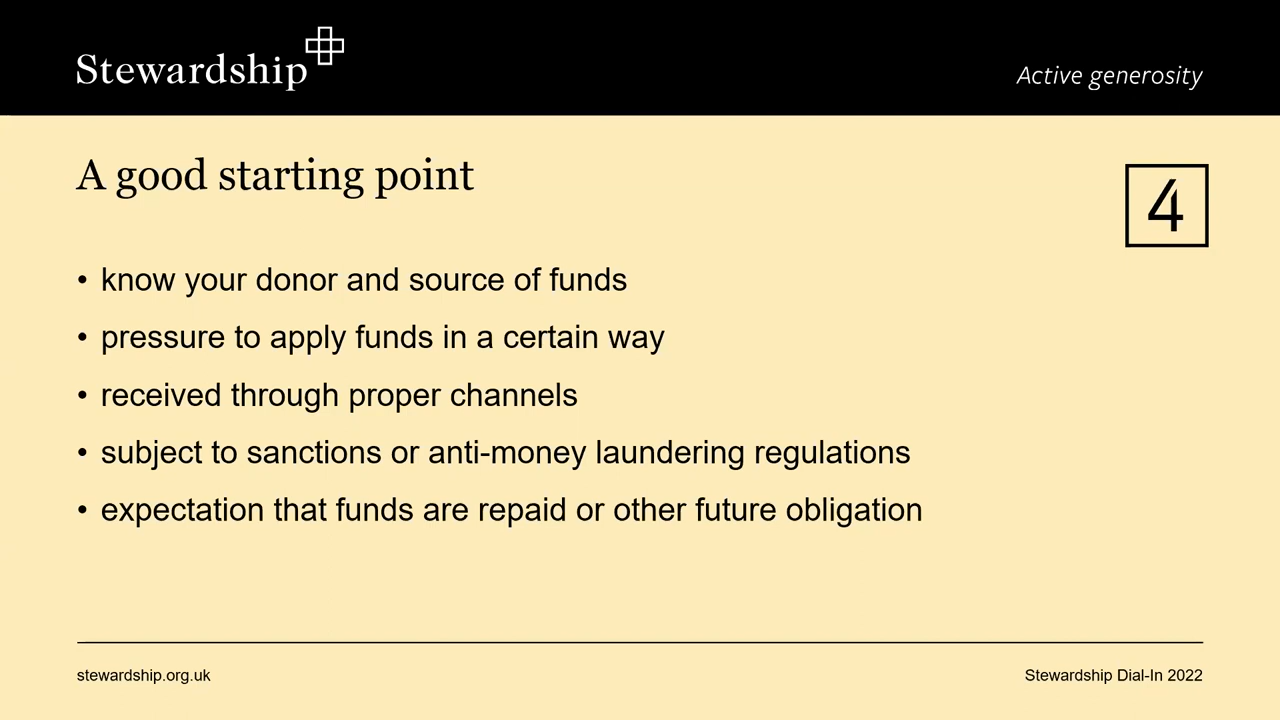 Stewardship
Active generosity
A good starting point
4
• know your donor and source of funds
• pressure to apply funds in a certain way
• received through proper channels
• subject to sanctions or anti-money laundering regulations
• expectation that funds are repaid or other future obligation
stewardship.org.uk
Stewardship Dial-In 2022